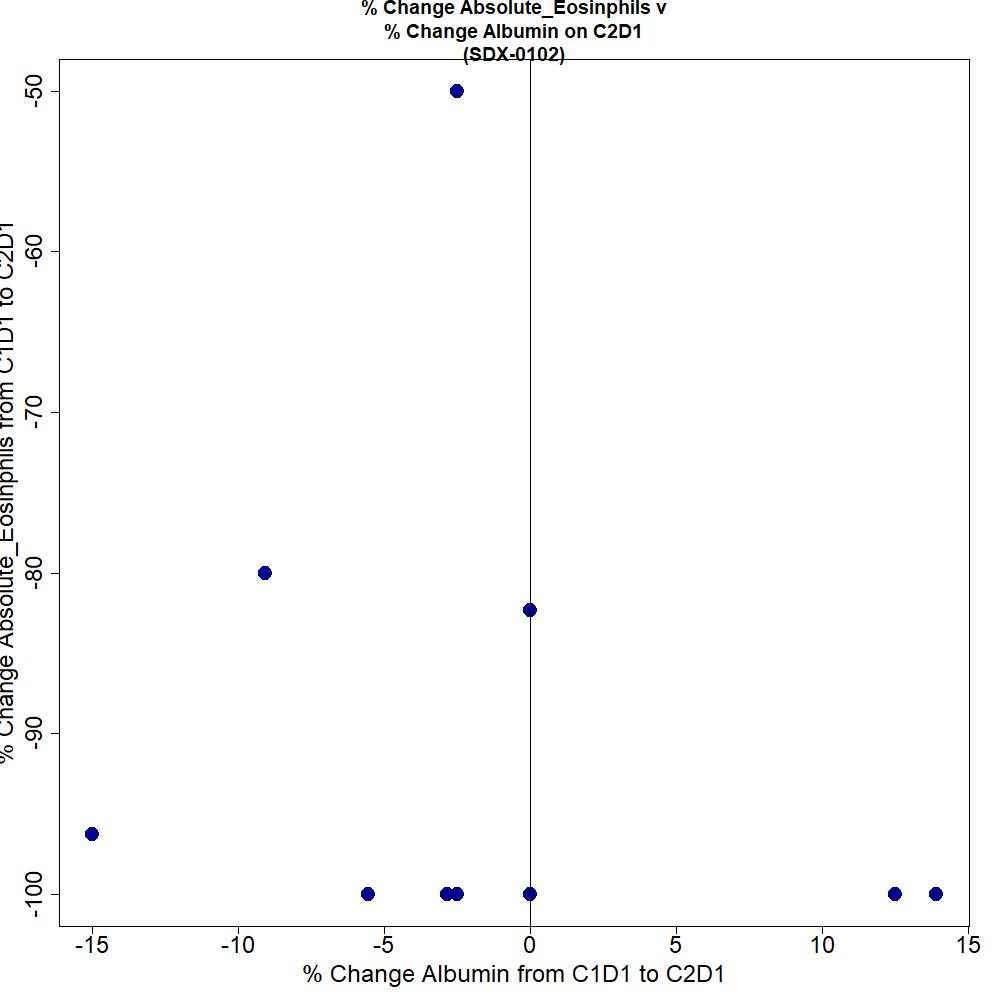 % Change Absolute_Eosinphils v
% Change Albumin on C2D1
(SDX-0102)
% Change Absolute_Eosinphils from C1D1 to C2D1
-50
-60
-70
-80
-90
-100
-15
-10
-5
0
5
10
15
% Change Albumin from C1D1 to C2D1